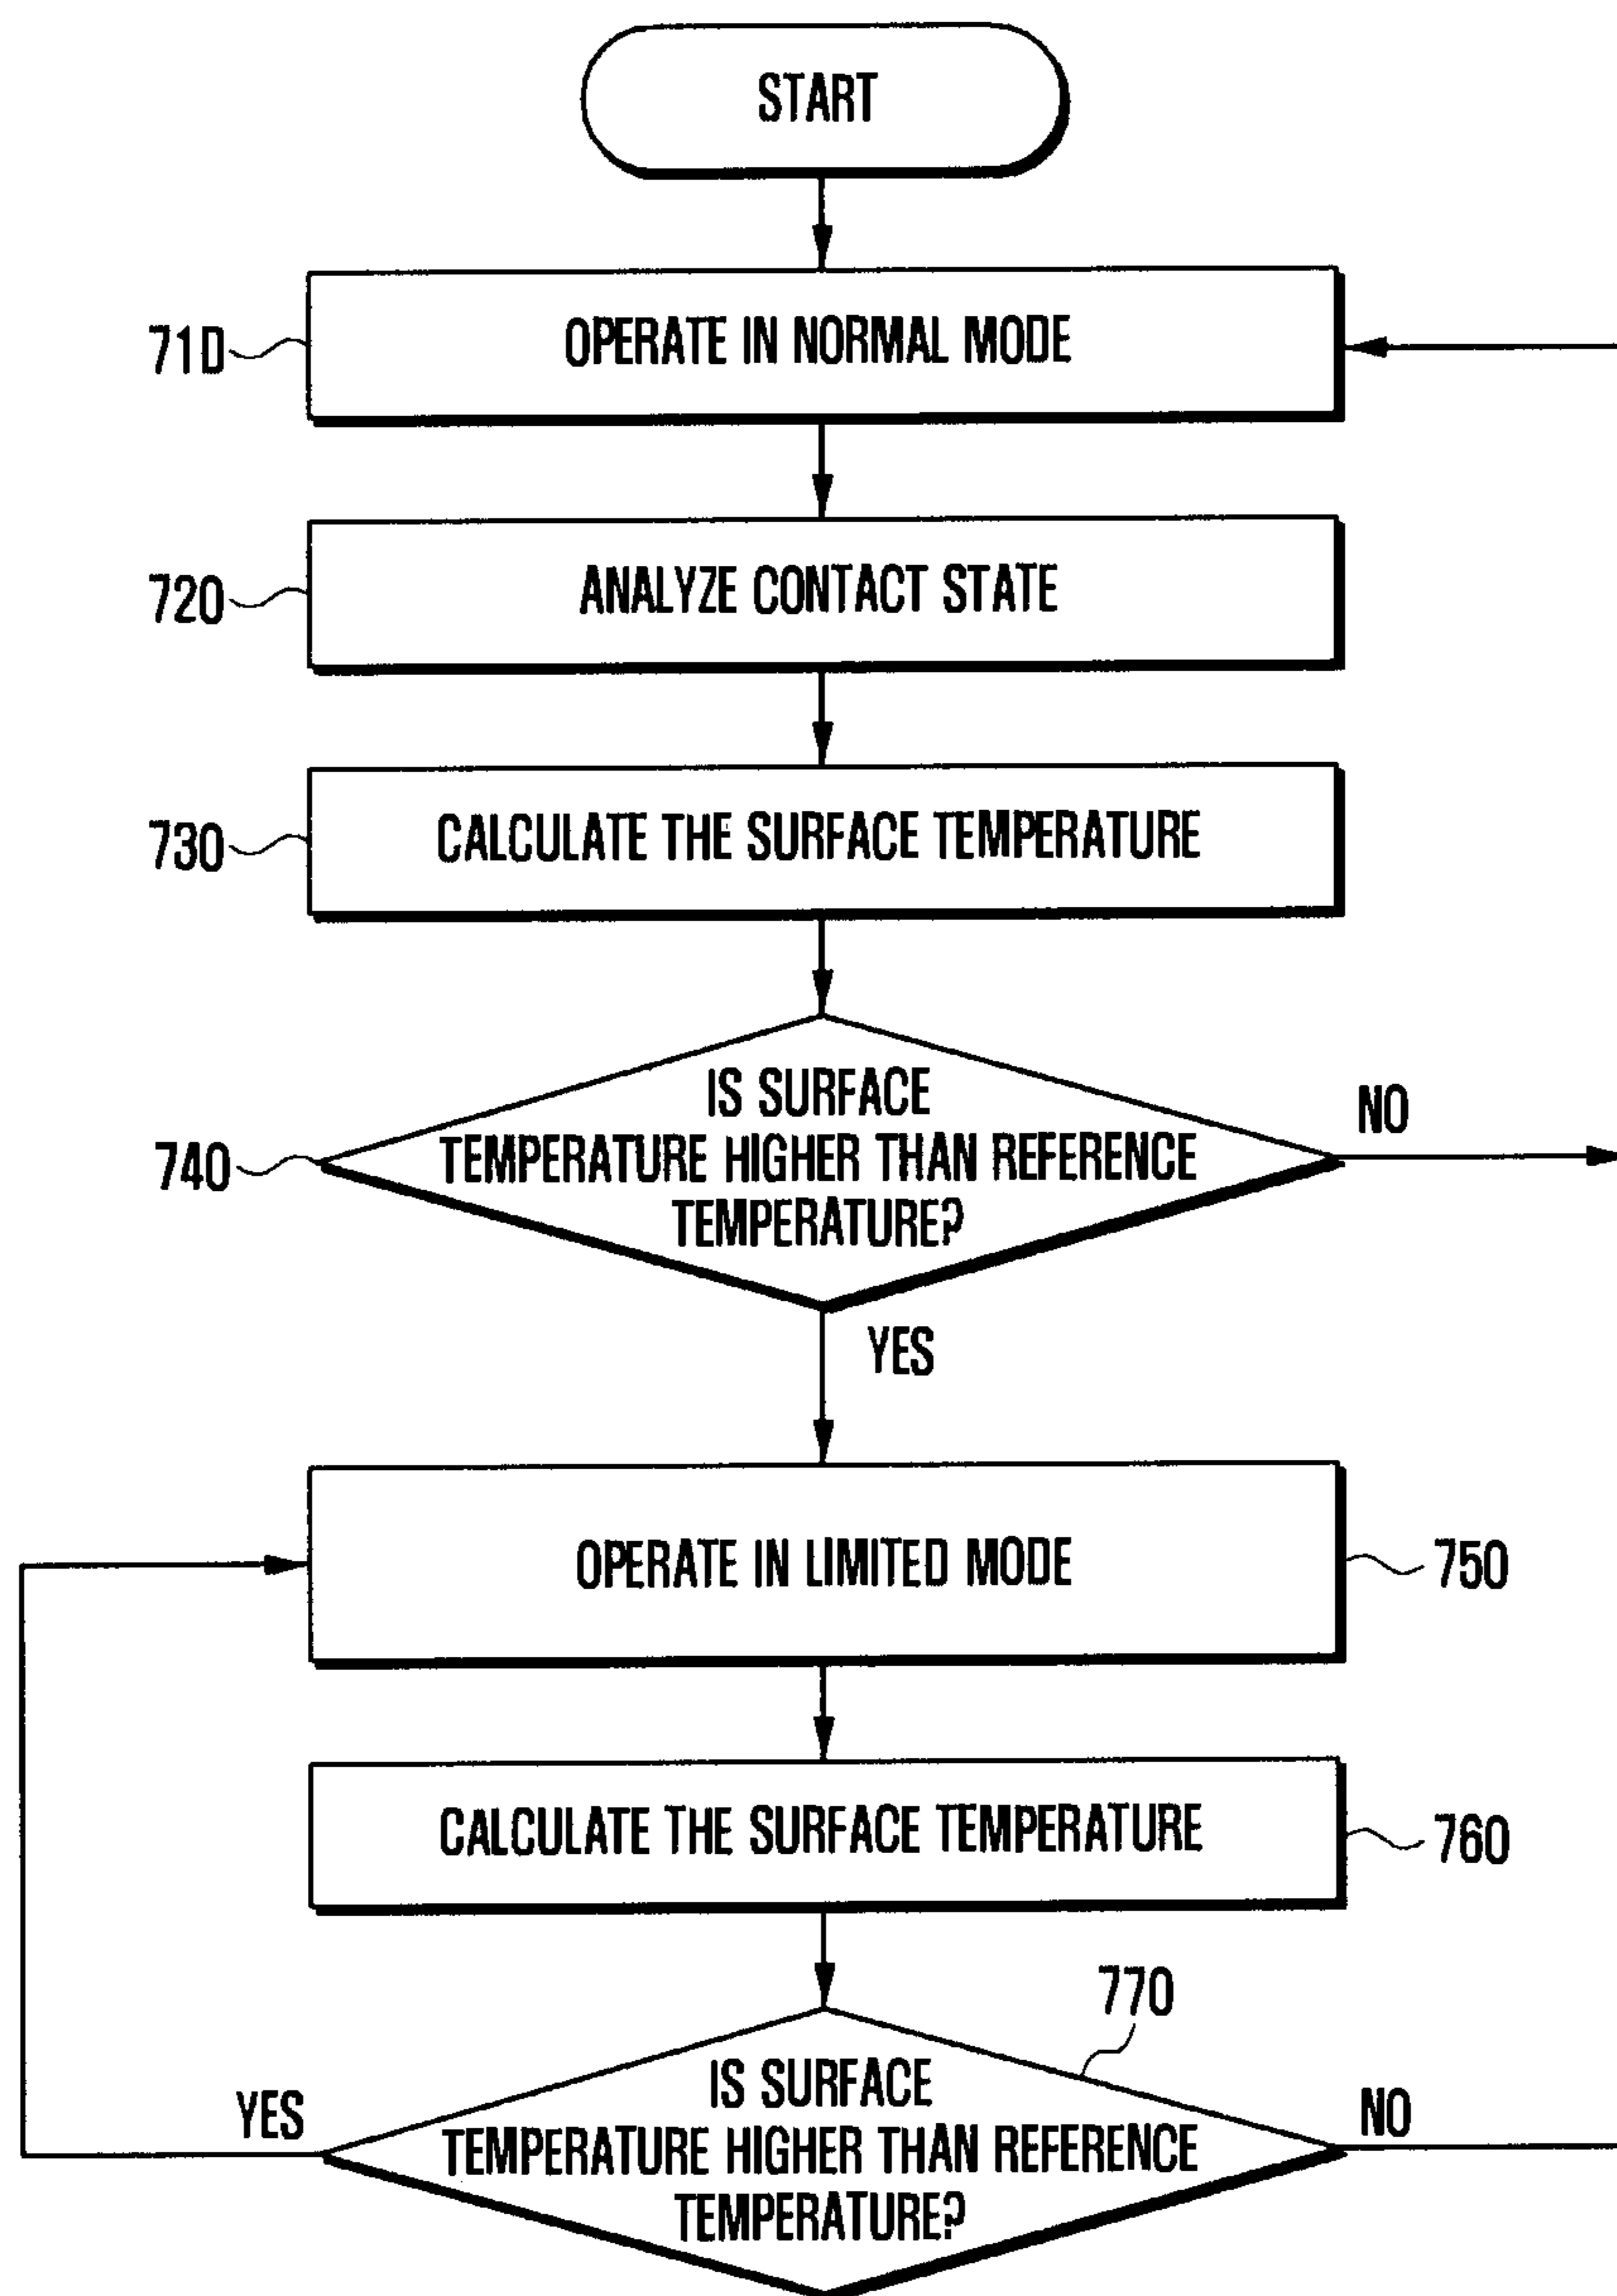 START
71D
OPERATE IN NORMAL MODE
720
ANALYZE CONTACT STATE
730
CALCULATE THE SURFACE TEMPERATURE
740
IS SURFACE
TEMPERATURE HIGHER THAN REFERENCE
TEMPERATURE?
NO
YES
OPERATE IN LIMITED MODE
750
CALCULATE THE SURFACE TEMPERATURE
760
770
IS SURFACE
TEMPERATURE HIGHER THAN REFERENCE
TEMPERATURE?
YES
NO